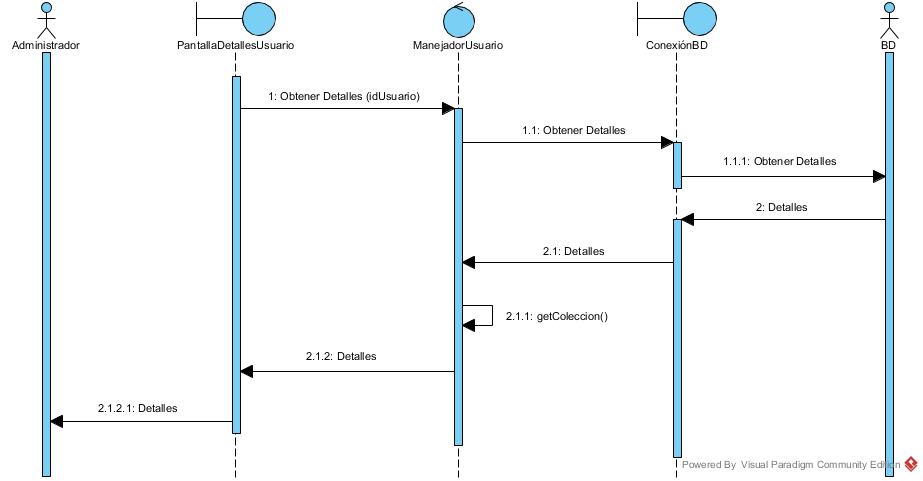 Administrador
PantallaDetallesUsuario
ManejadorUsuario
ConexiónBD
BD
1: Obtener Detalles (idUsuario)
1.1: Obtener Detalles
1.1.1: Obtener Detalles
2: Detalles
2.1: Detalles
2.1.1: getColeccion()
2.1.2: Detalles
2.1.2.1: Detalles
Powered By Visual Paradigm Community Edition